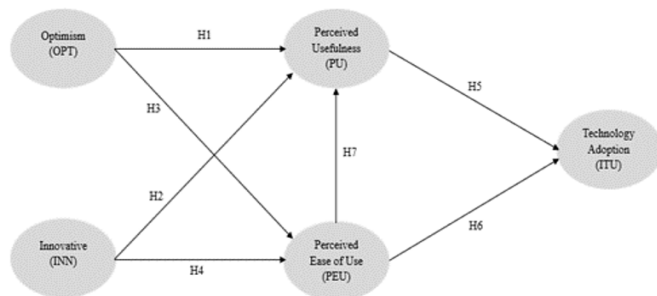 Optimism
(OPT)
H1
Perceived
Usefulness
(PU)
H3
H5
Technology
Adoption
(ITU)
H7
H2
H6
Innovative
(INN)
H4
Perceived
Ease of Use
(PEU)